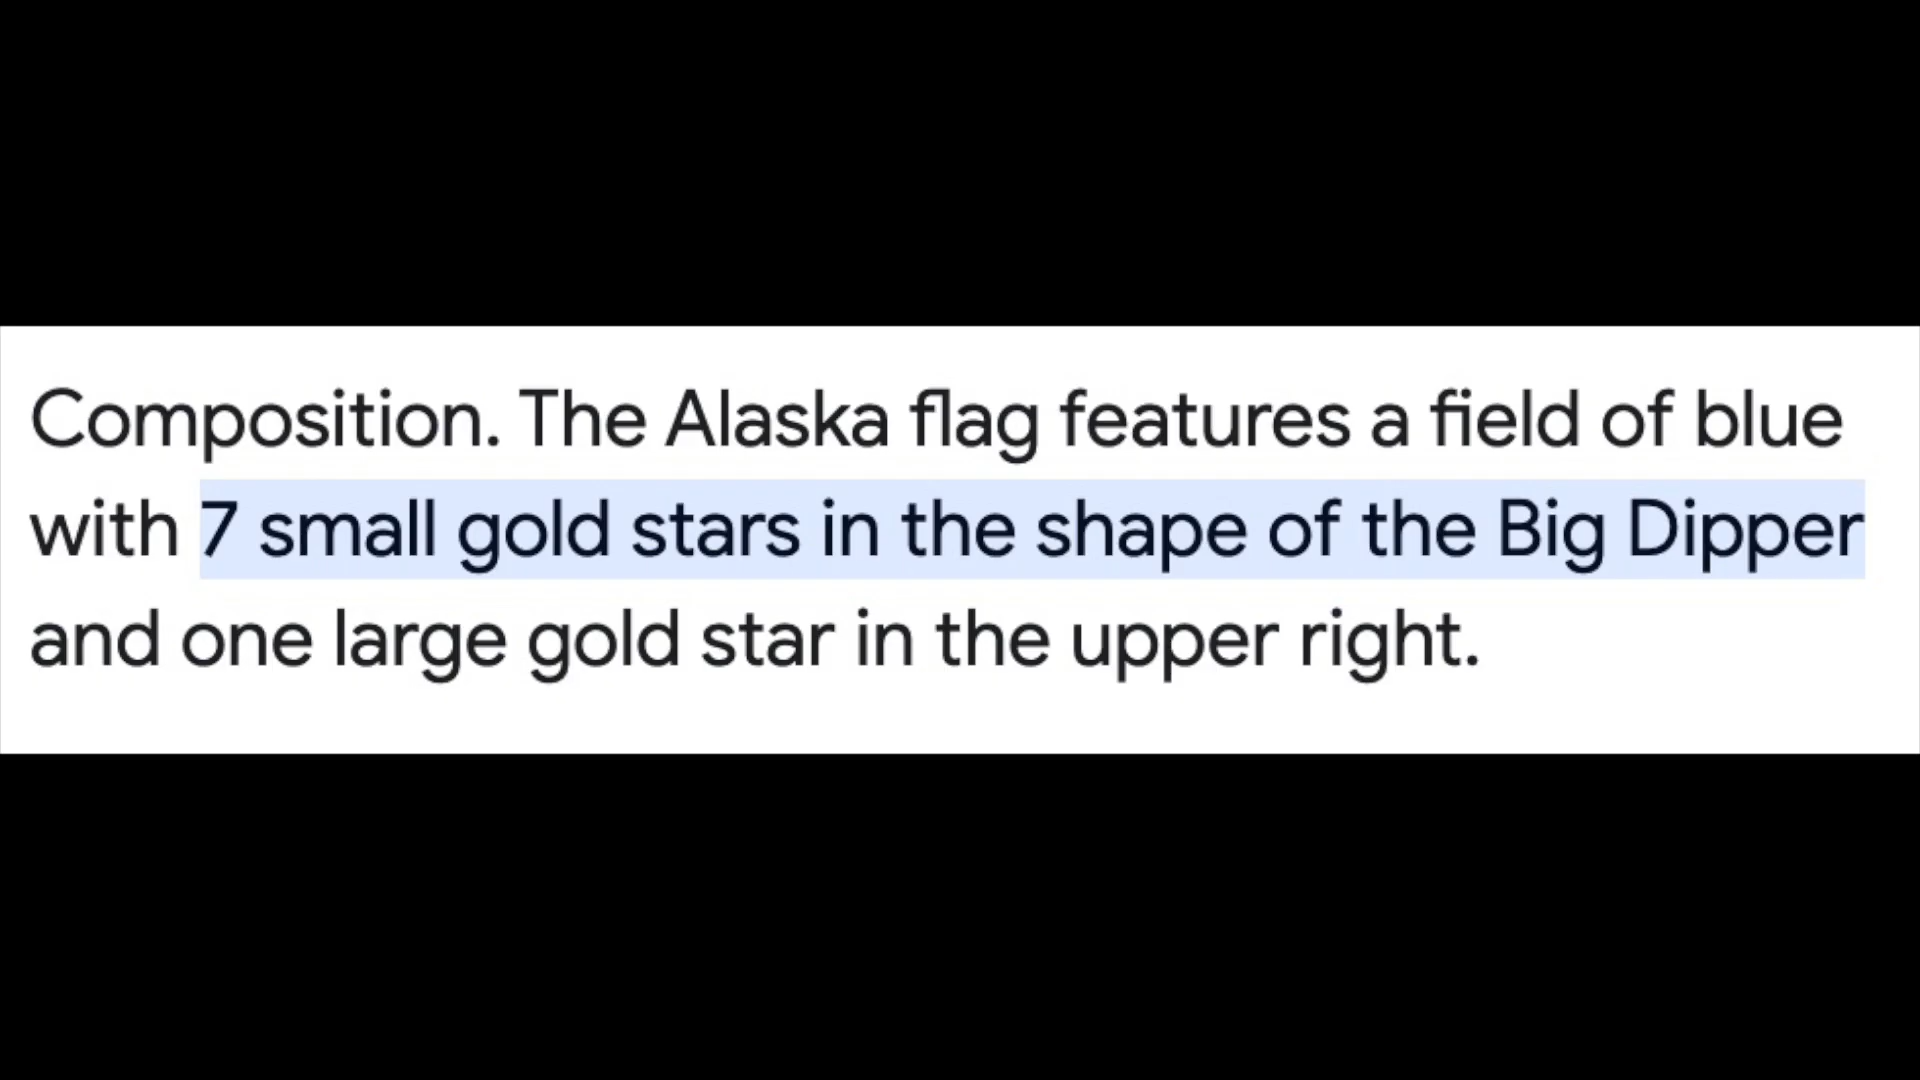 Composition. The Alaska flag features a field of blue
with 7 small gold stars in the shape of the Big Dipper
and one large gold star in the upper right.